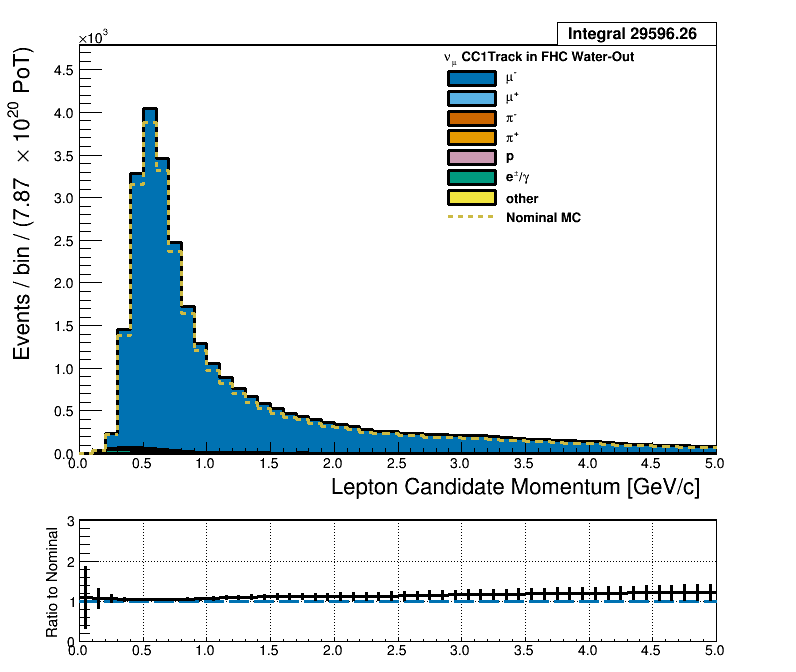 Integral 29596.26
×10³
ν_μ CC1Track in FHC Water-Out
μ⁻
μ⁺
π⁻
π⁺
p
e±/γ
other
Nominal MC
Events / bin / (7.87 × 10²⁰ PoT)
4.5
4.0
3.5
3.0
2.5
2.0
1.5
1.0
0.5
0.0
0.0 0.5 1.0 1.5 2.0 2.5 3.0 3.5 4.0 4.5 5.0
Lepton Candidate Momentum [GeV/c]
Ratio to Nominal
3
2
1
0
0.0 0.5 1.0 1.5 2.0 2.5 3.0 3.5 4.0 4.5 5.0